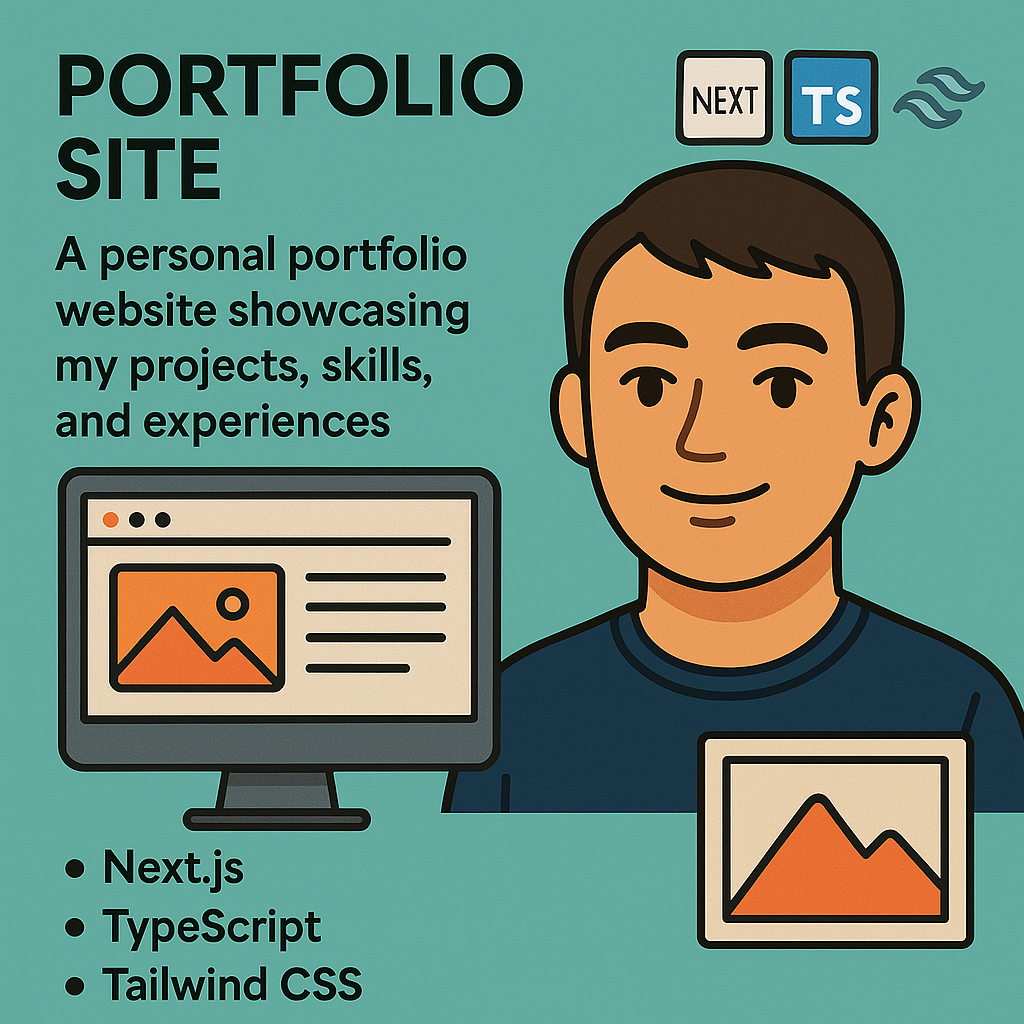 PORTFOLIO
SITE
NEXT
TS
A personal portfolio
website showcasing
my projects, skills,
and experiences
• Next.js
• TypeScript
• Tailwind CSS